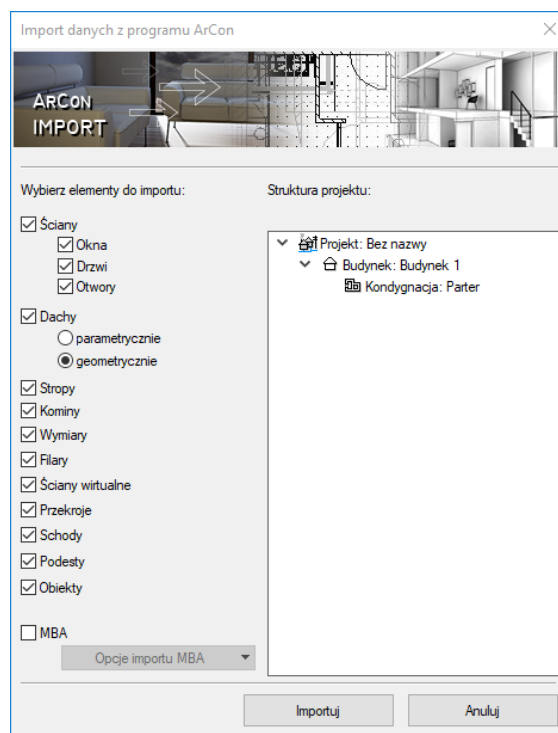 Import danych z programu ArCon
ARCON
IMPORT
Wybierz elementy do importu:
Struktura projektu:
Ściany
Okna
Drzwi
Otwory
Dachy
parametrycznie
geometrycznie
Stropy
Kominy
Wymiary
Filary
Ściany wirtualne
Przekroje
Schody
Podesty
Obiekty
MBA
Opcje importu MBA
Projekt: Bez nazwy
Budynek: Budynek 1
Kondygnacja: Parter
Importuj
Anuluj